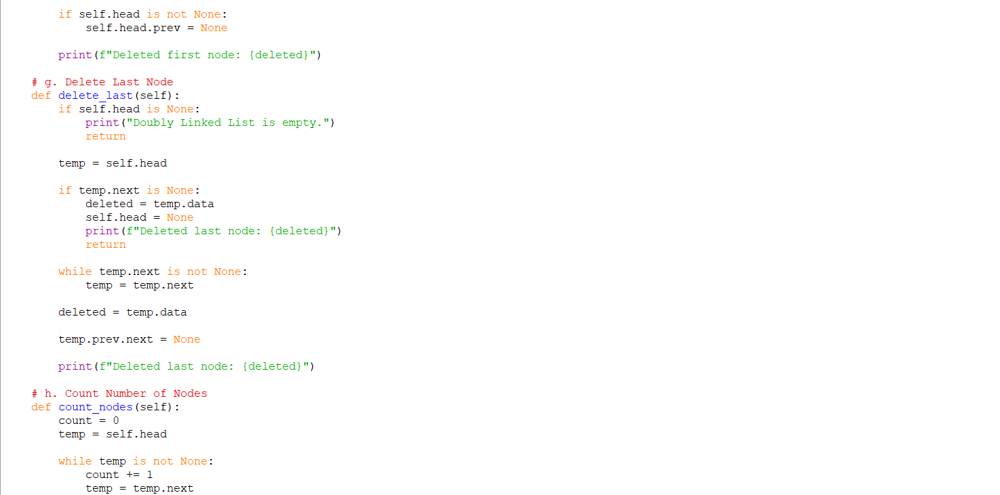 if self.head is not None:
self.head.prev = None
print(f"Deleted first node: {deleted}")
# g. Delete Last Node
def delete_last(self):
if self.head is None:
print("Doubly Linked List is empty.")
return
temp = self.head
if temp.next is None:
deleted = temp.data
self.head = None
print(f"Deleted last node: {deleted}")
return
while temp.next is not None:
temp = temp.next
deleted = temp.data
temp.prev.next = None
print(f"Deleted last node: {deleted}")
# h. Count Number of Nodes
def count_nodes(self):
count = 0
temp = self.head
while temp is not None:
count += 1
temp = temp.next